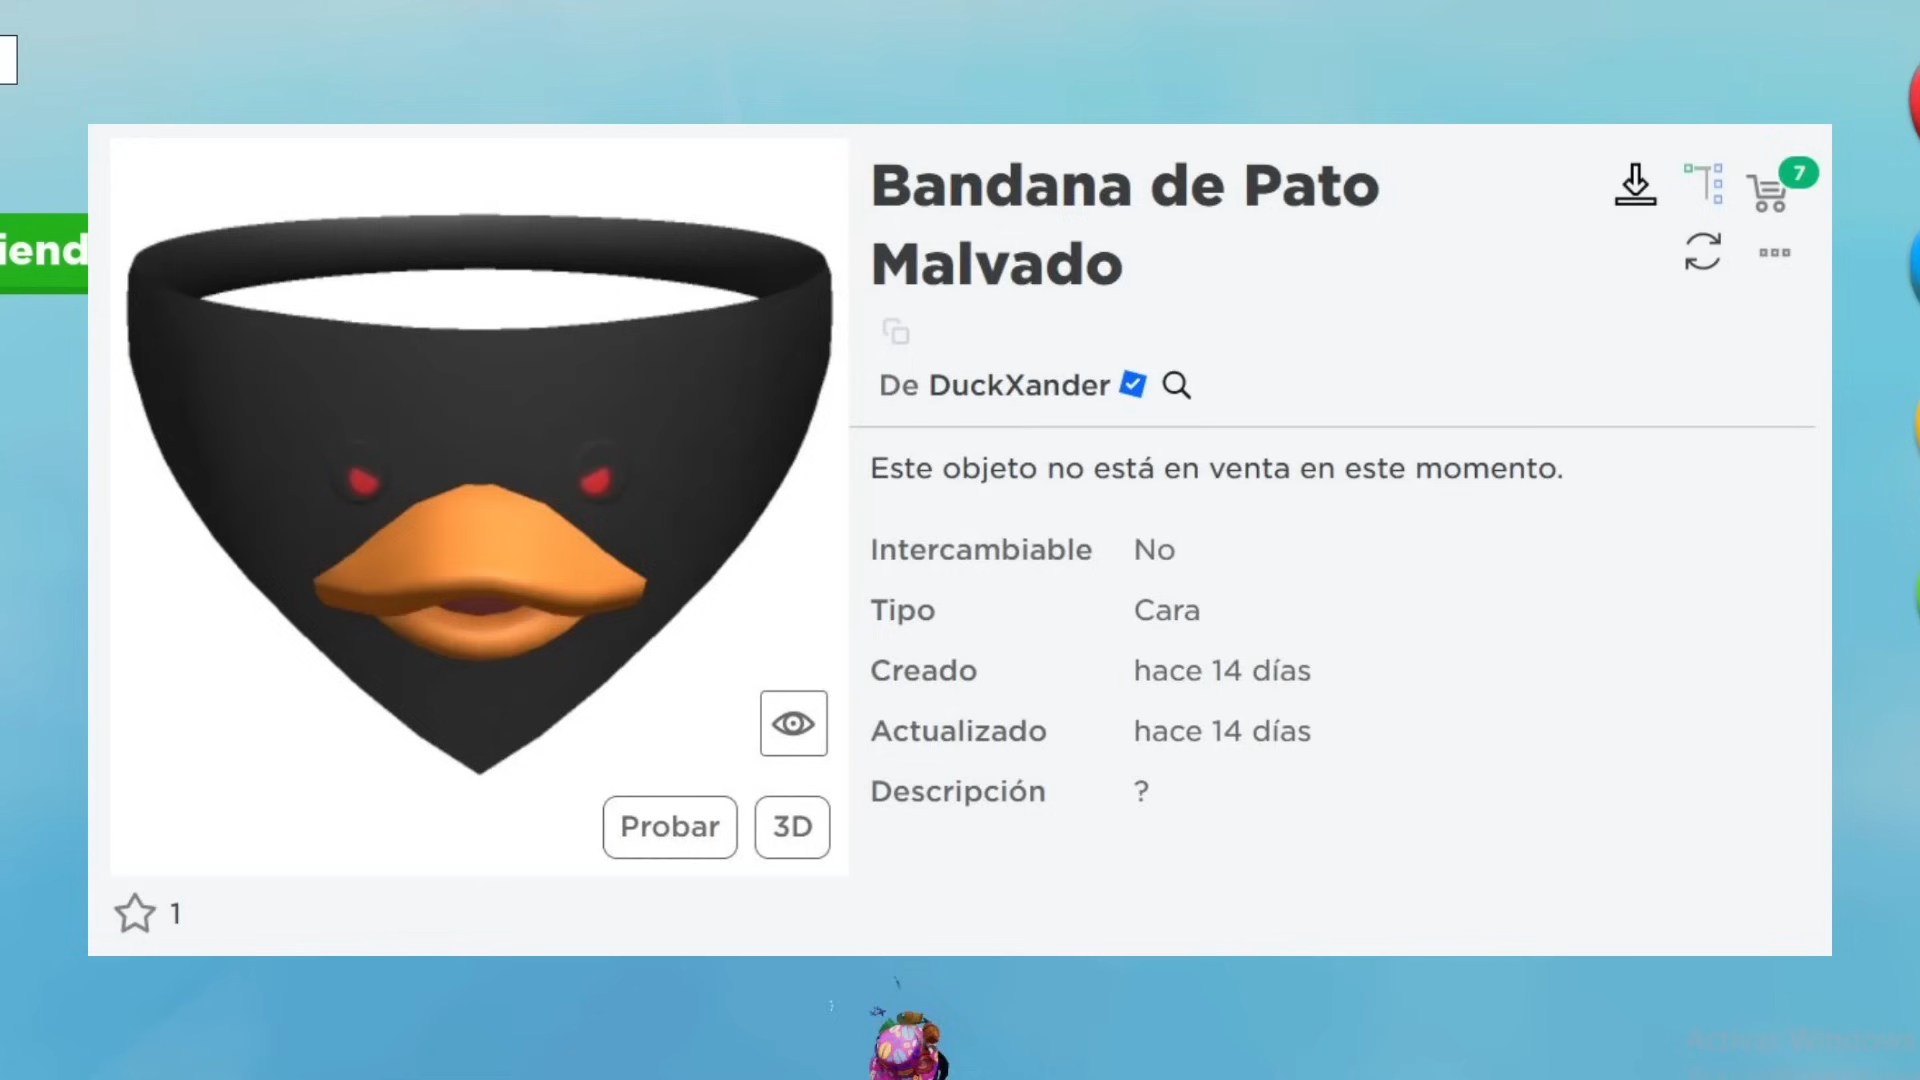 iend
Bandana de Pato
Malvado
7
De DuckXander
Este objeto no está en venta en este momento.
Intercambiable No
Tipo Cara
Creado hace 14 días
Actualizado hace 14 días
Descripción ?
Probar 3D
1